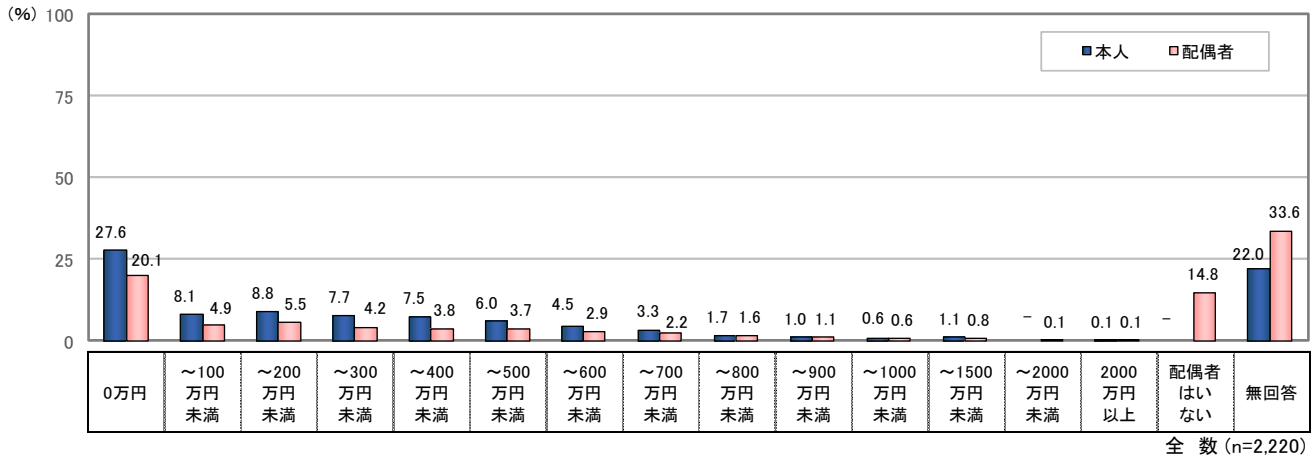 (%)
100
75
50
25
0
■本人 ■配偶者
27.6 20.1 8.1 4.9 8.8 5.5 7.7 4.2 7.5 3.8 6.0 3.7 4.5 2.9 3.3 2.2 1.7 1.6 1.0 1.1 0.6 0.6 1.1 0.8 - 0.1 0.1 0.1 - 14.8 22.0 33.6
0万円
～100
万円
未満
～200
万円
未満
～300
万円
未満
～400
万円
未満
～500
万円
未満
～600
万円
未満
～700
万円
未満
～800
万円
未満
～900
万円
未満
～1000
万円
未満
～1500
万円
未満
～2000
万円
未満
2000
万円
以上
配偶者
はい
ない
無回答
全 数 (n=2,220)